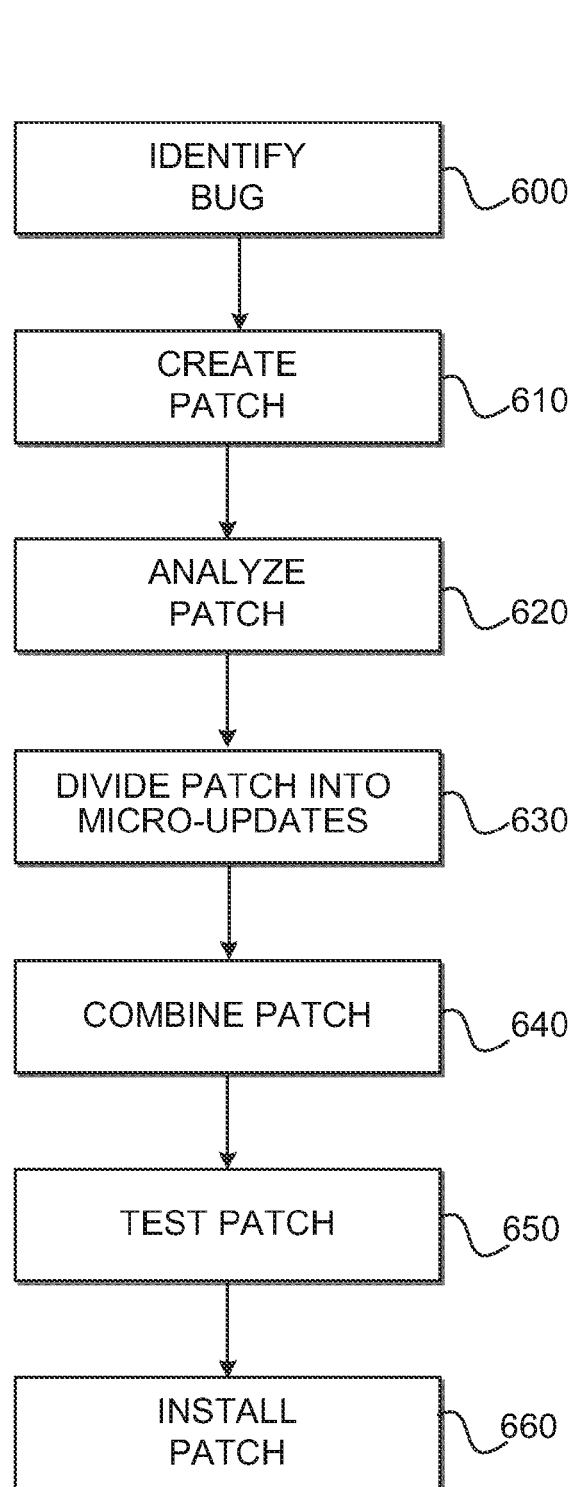 IDENTIFY
BUG
600
CREATE
PATCH
610
ANALYZE
PATCH
620
DIVIDE PATCH INTO
MICRO-UPDATES
630
COMBINE PATCH
640
TEST PATCH
650
INSTALL
PATCH
660